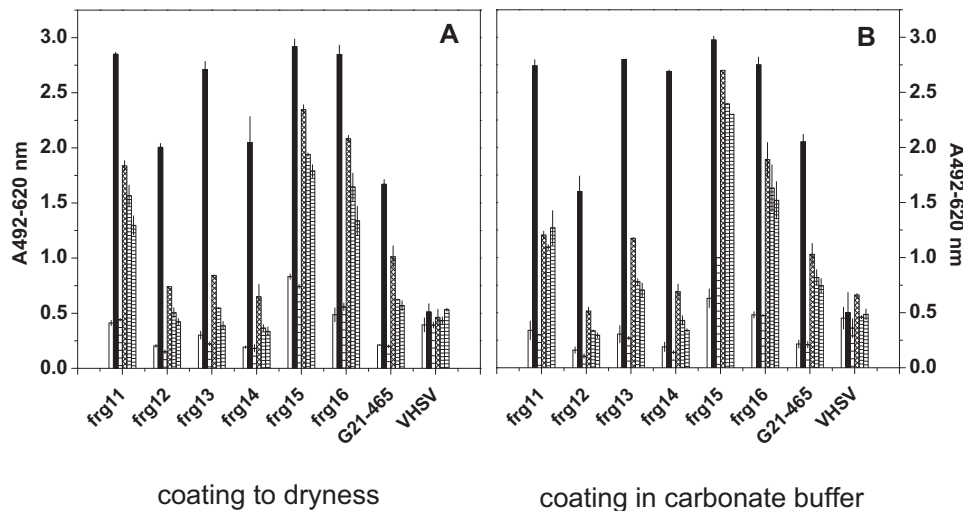 A
3.0
2.5
2.0
1.5
1.0
0.5
0.0
A492-620 nm
frg11
frg12
frg13
frg14
frg15
frg16
G21-465
VHSV
coating to dryness
B
3.0
2.5
2.0
1.5
1.0
0.5
0.0
A492-620 nm
frg11
frg12
frg13
frg14
frg15
frg16
G21-465
VHSV
coating in carbonate buffer